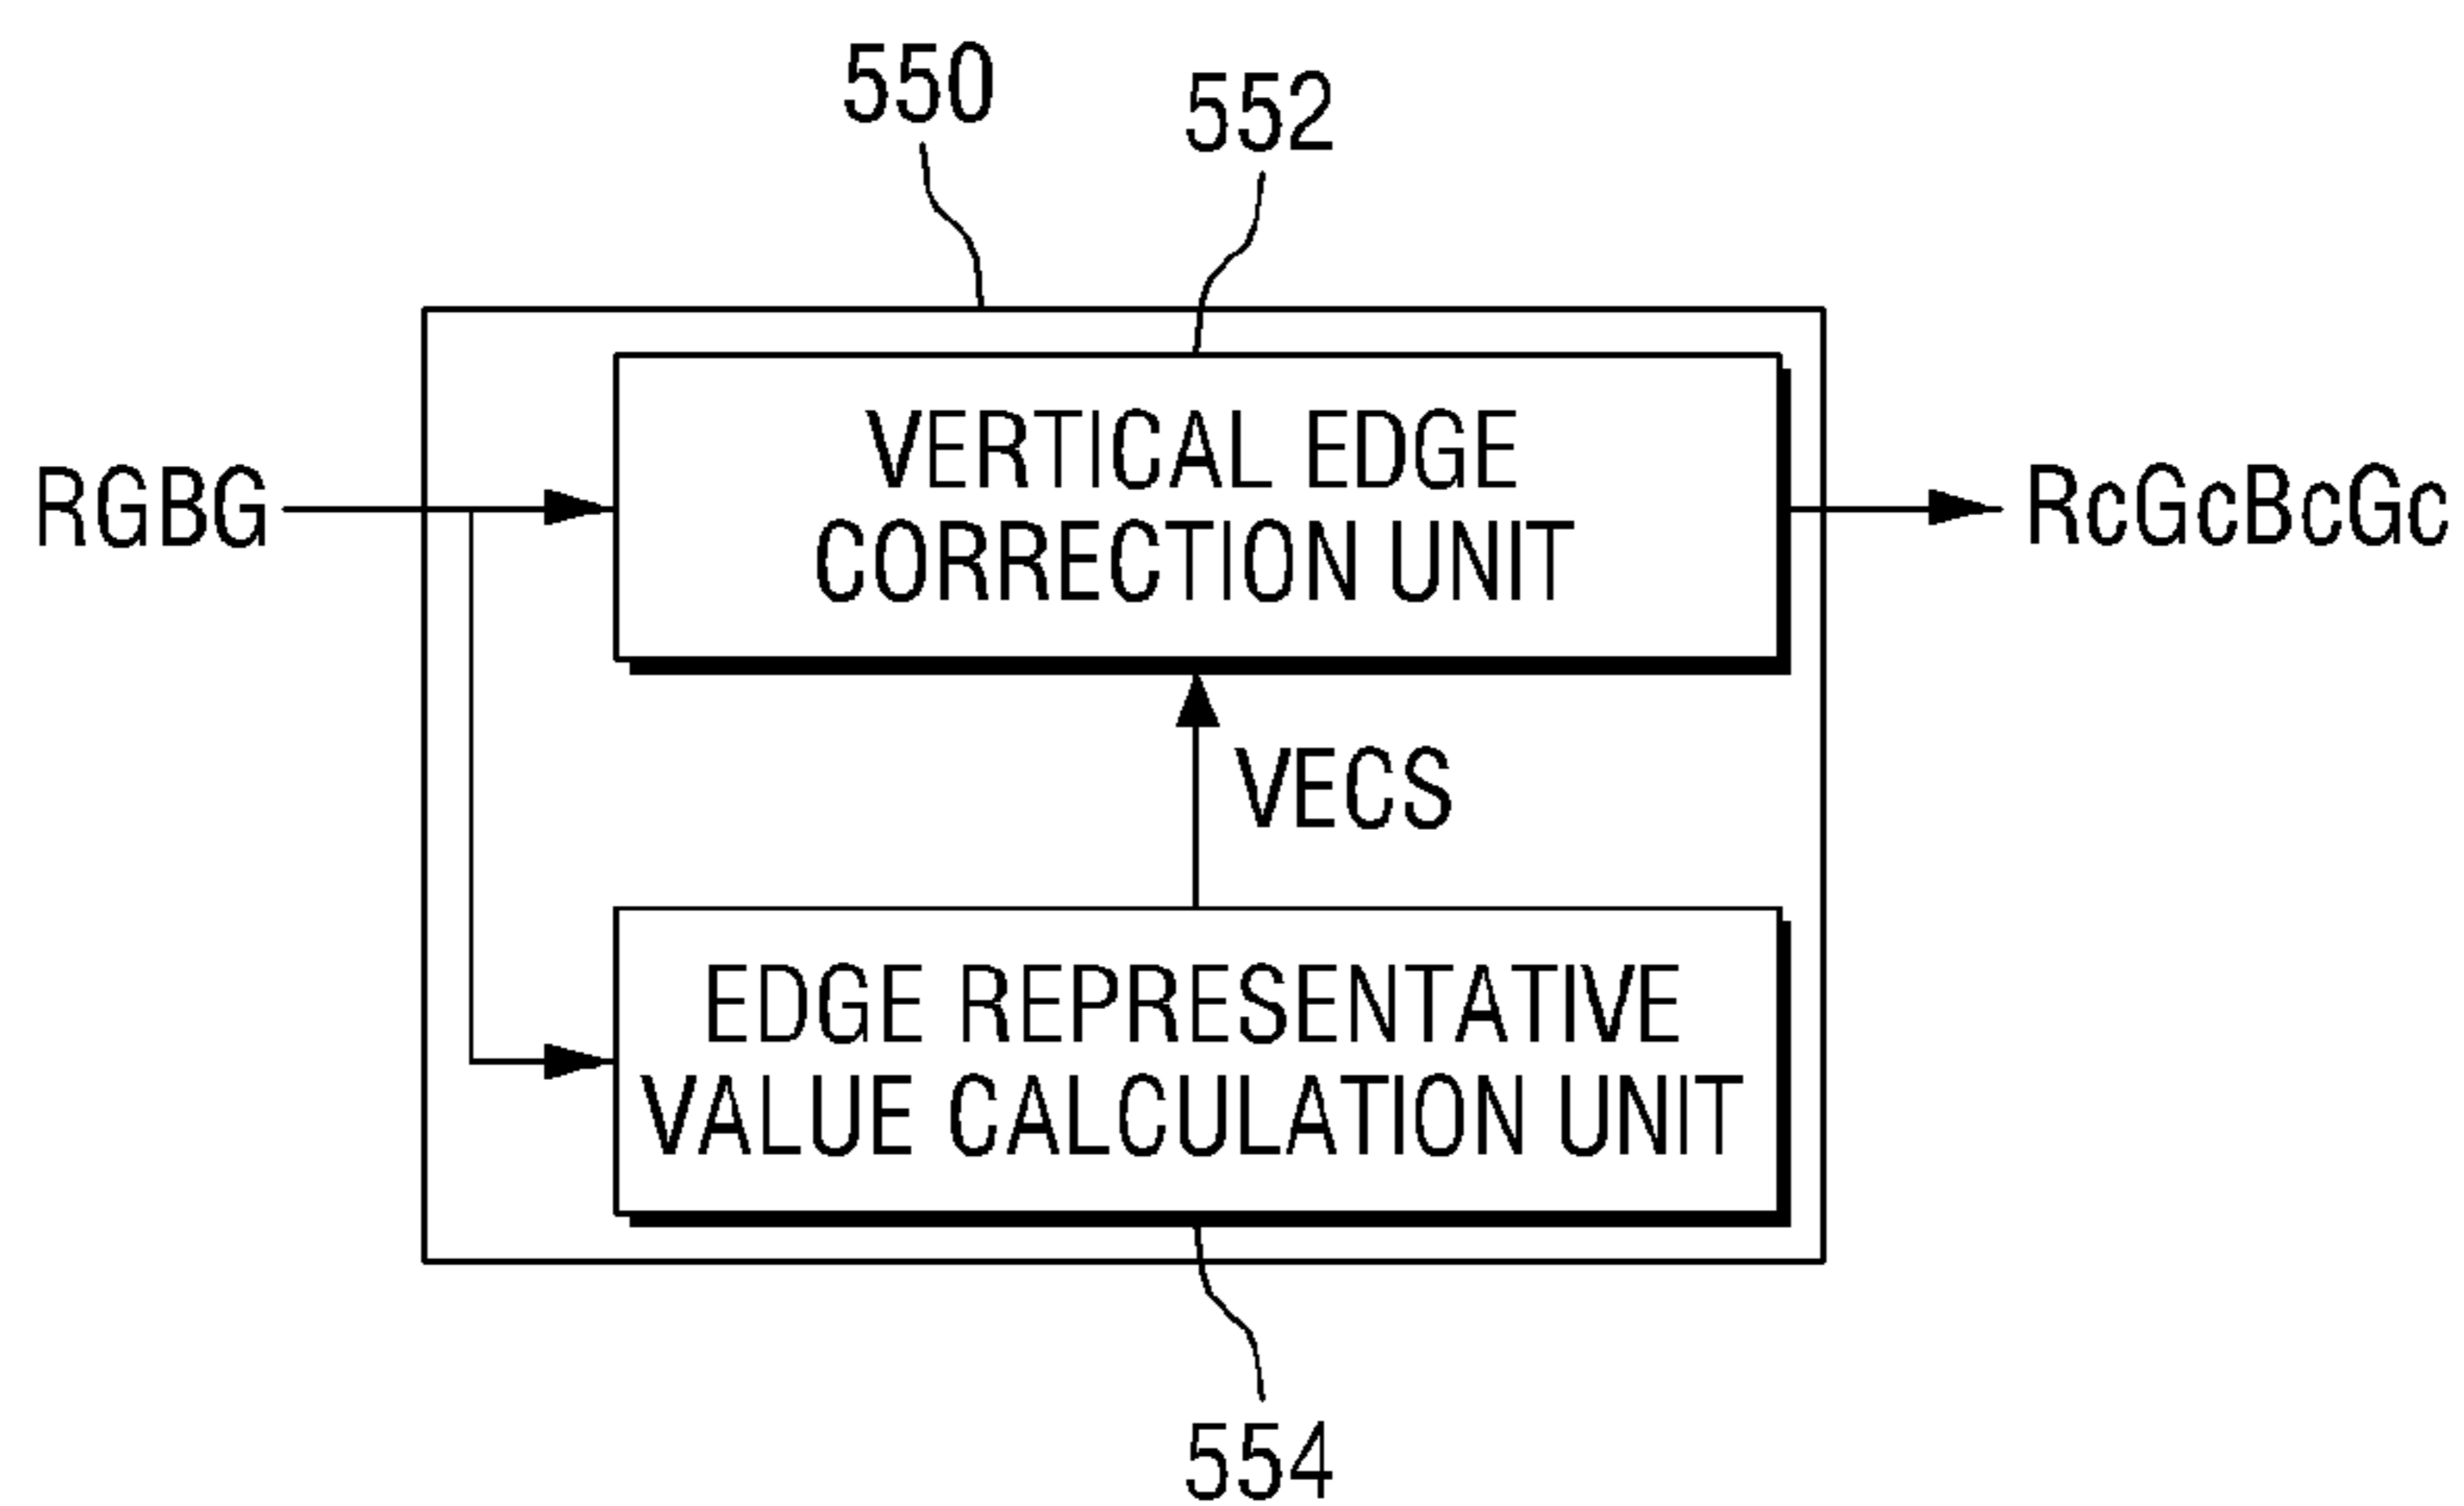 550
552
VERTICAL EDGE
CORRECTION UNIT
RGBG
RcGcBcGc
VECS
EDGE REPRESENTATIVE
VALUE CALCULATION UNIT
554